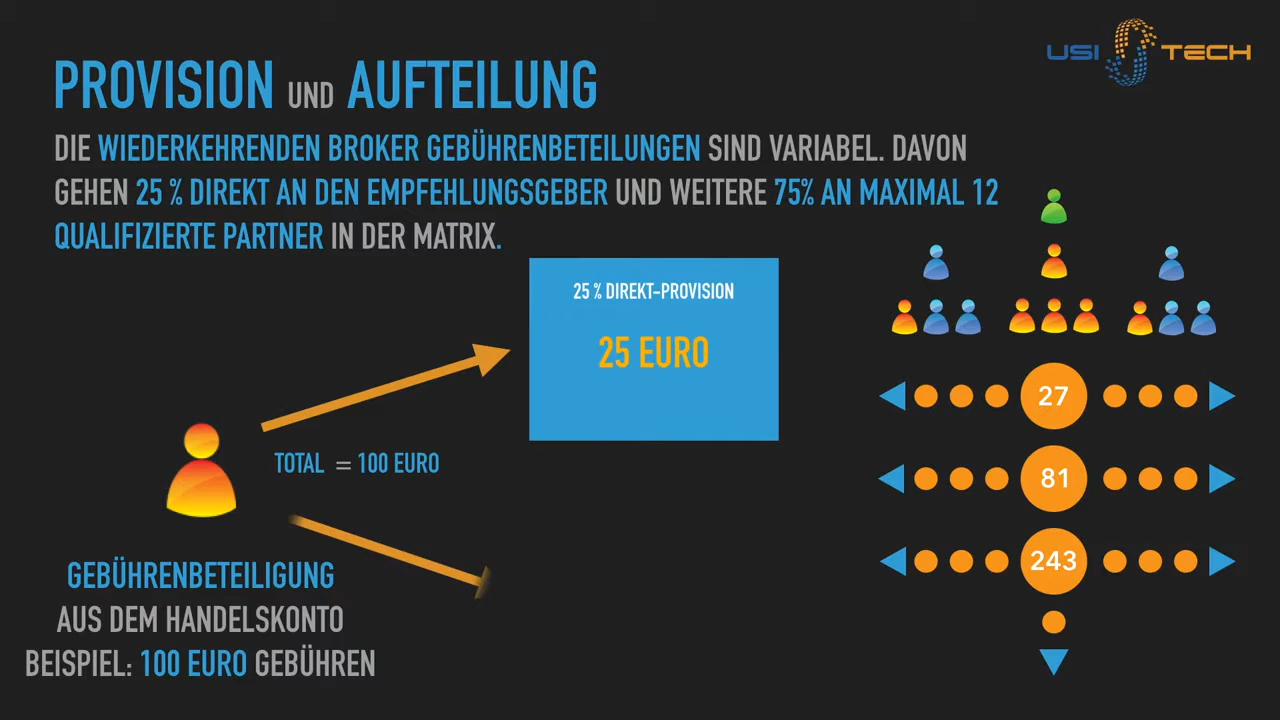 USI TECH
PROVISION UND AUFTEILUNG
DIE WIEDERKEHRENDEN BROKER GEBÜHRENBETEILUNGEN SIND VARIABEL. DAVON
GEHEN 25 % DIREKT AN DEN EMPFEHLUNGSGEBER UND WEITERE 75% AN MAXIMAL 12
QUALIFIZIERTE PARTNER IN DER MATRIX.
25 % DIREKT-PROVISION
25 EURO
TOTAL = 100 EURO
GEBÜHRENBETEILIGUNG
AUS DEM HANDELSKONTO
BEISPIEL: 100 EURO GEBÜHREN
27
81
243